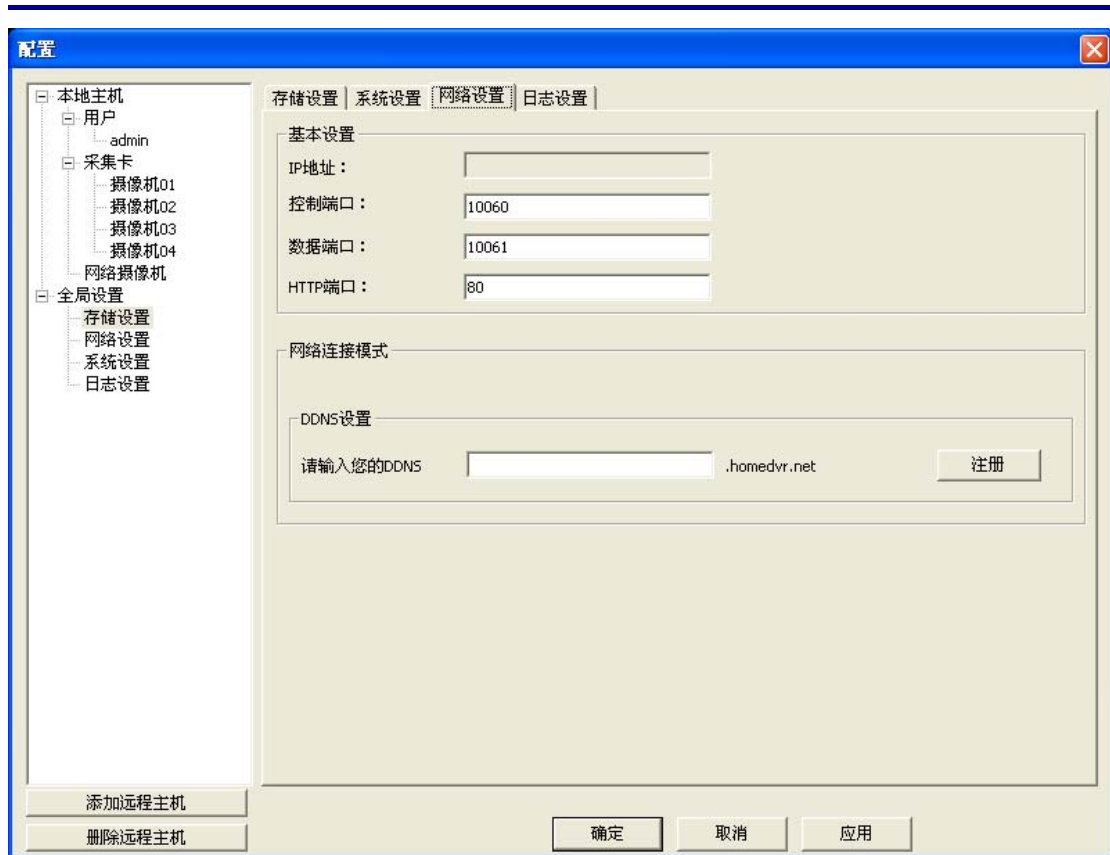 配置
本地主机
用户
admin
采集卡
摄像机01
摄像机02
摄像机03
摄像机04
网络摄像机
全局设置
存储设置
网络设置
系统设置
日志设置
添加远程主机
删除远程主机
存储设置 系统设置 网络设置 日志设置
基本设置
IP地址：
控制端口： 10060
数据端口： 10061
HTTP端口： 80
网络连接模式
DDNS设置
请输入您的DDNS .homedvr.net 注册
确定 取消 应用